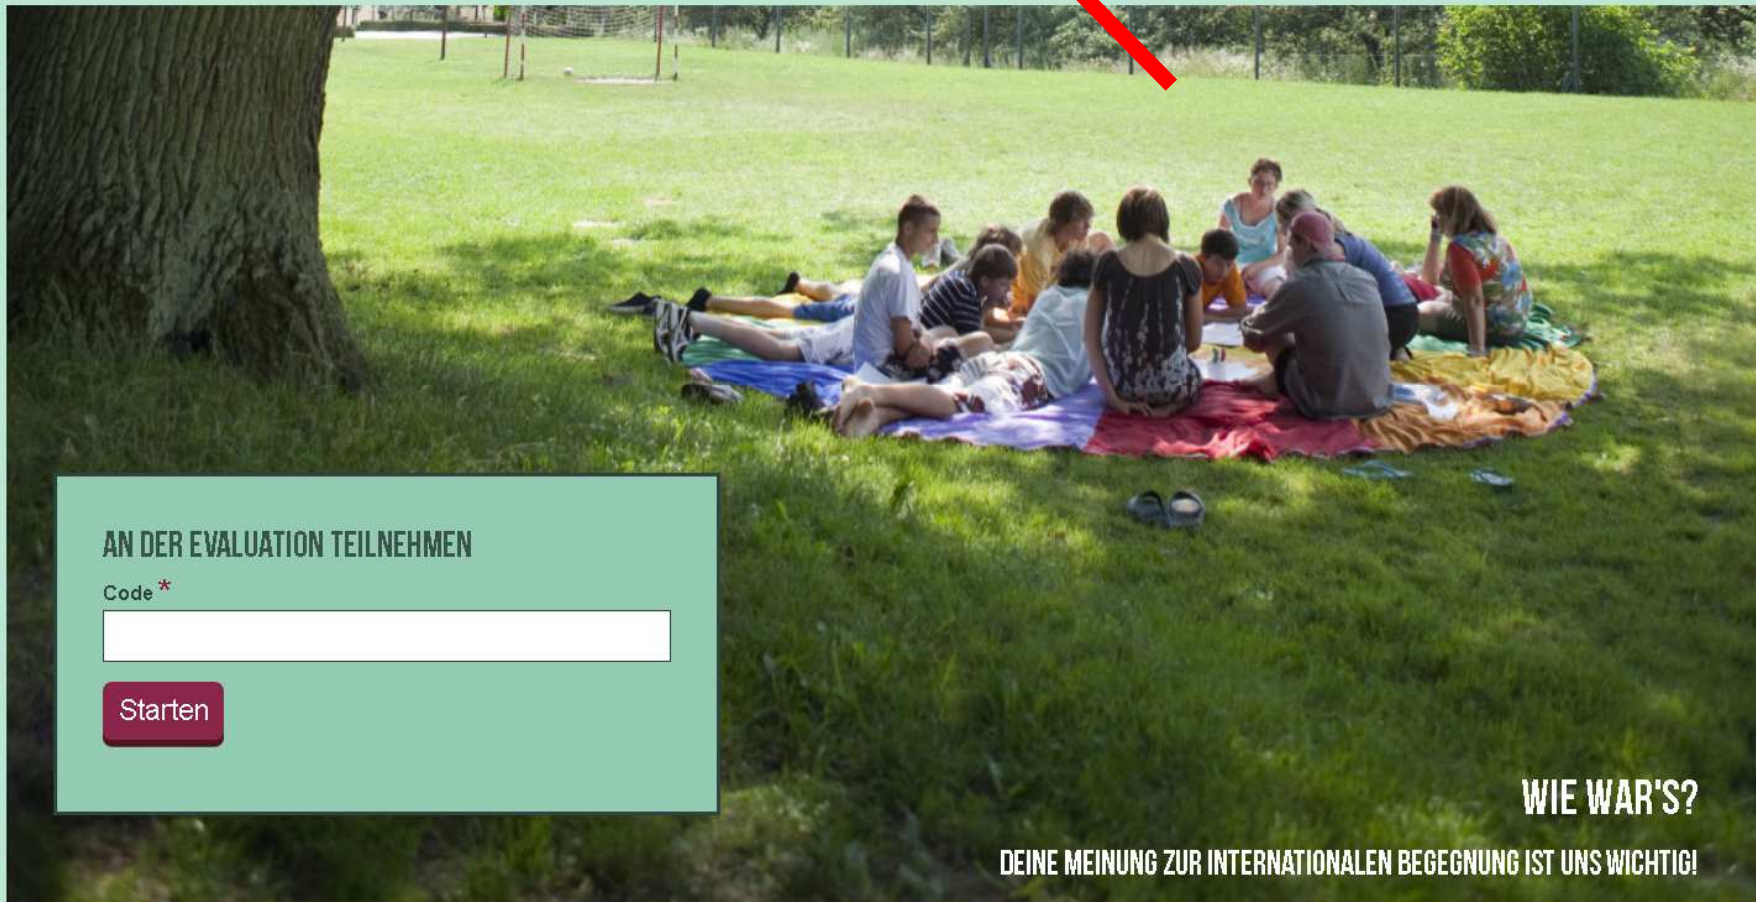 AN DER EVALUATION TEILNEHMEN
Code *
Starten
WIE WAR'S?
DEINE MEINUNG ZUR INTERNATIONALEN BEGEGNUNG IST UNS WICHTIG!